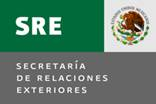 SRE
SECRETARÍA
DE RELACIONES
EXTERIORES